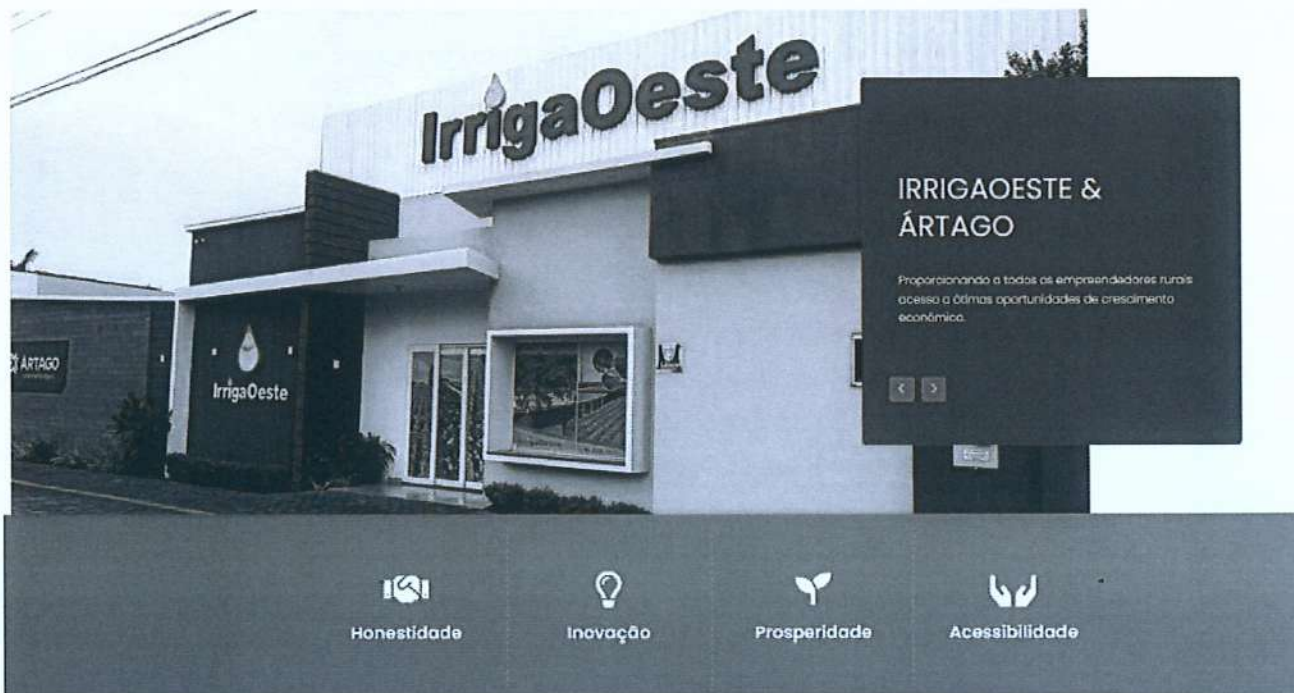 IrrigaOeste
IRRIGAOESTE &
ÁRTAGO
Proporcionando a todos os empreendedores rurais
acesso a ótimas oportunidades de crescimento
econômico.
ÁRTAGO
IrrigaOeste
Honestidade
Inovação
Prosperidade
Acessibilidade